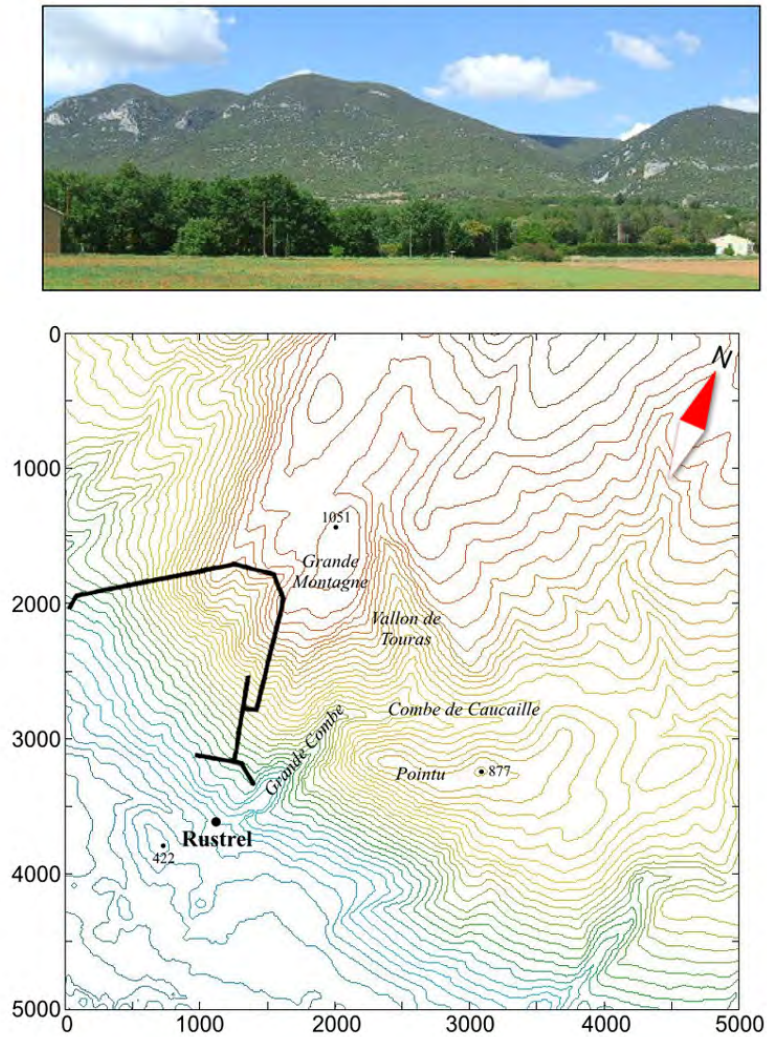 0
N
1000
1051
Grande
Montagne
2000
Vallon de
Touras
Combe de Caucaille
3000
Grande Combe
Pointu
877
Rustrel
422
4000
5000
0
1000
2000
3000
4000
5000